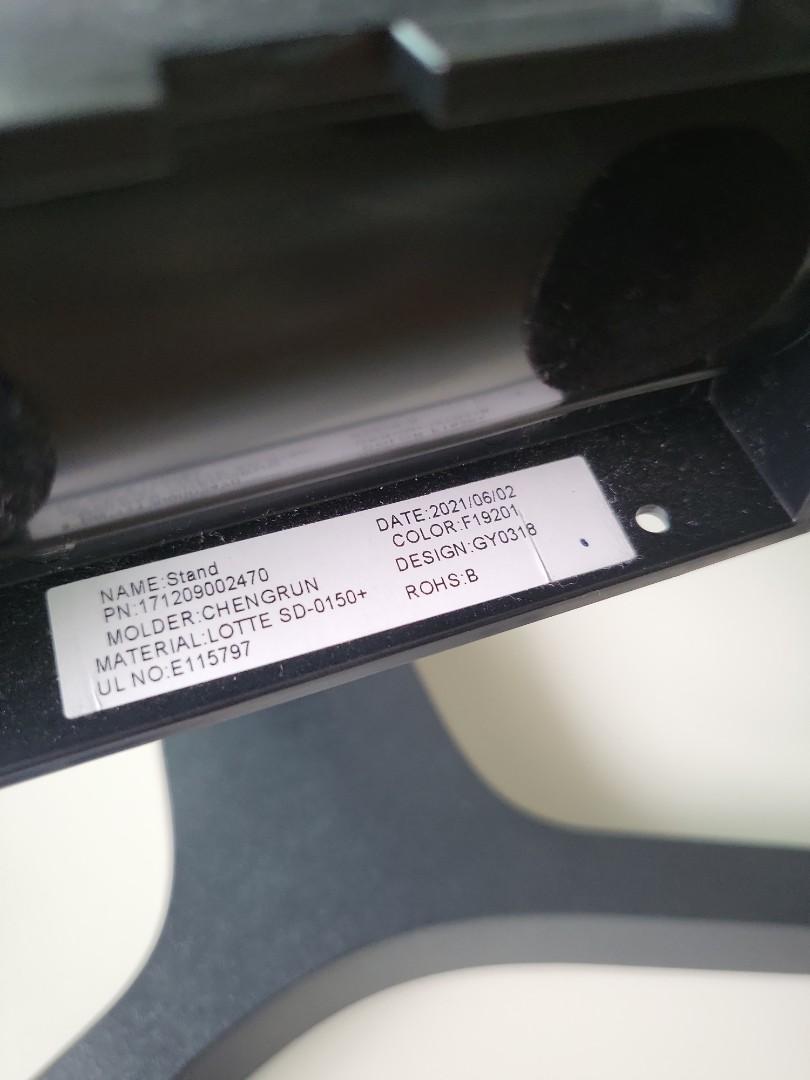 NAME:Stand
PN:171209002470
MOLDER:CHENGRUN
MATERIAL:LOTTE SD-0150+
UL NO:E115797
DATE:2021/06/02
COLOR:F19201
DESIGN:GY0318
ROHS:B